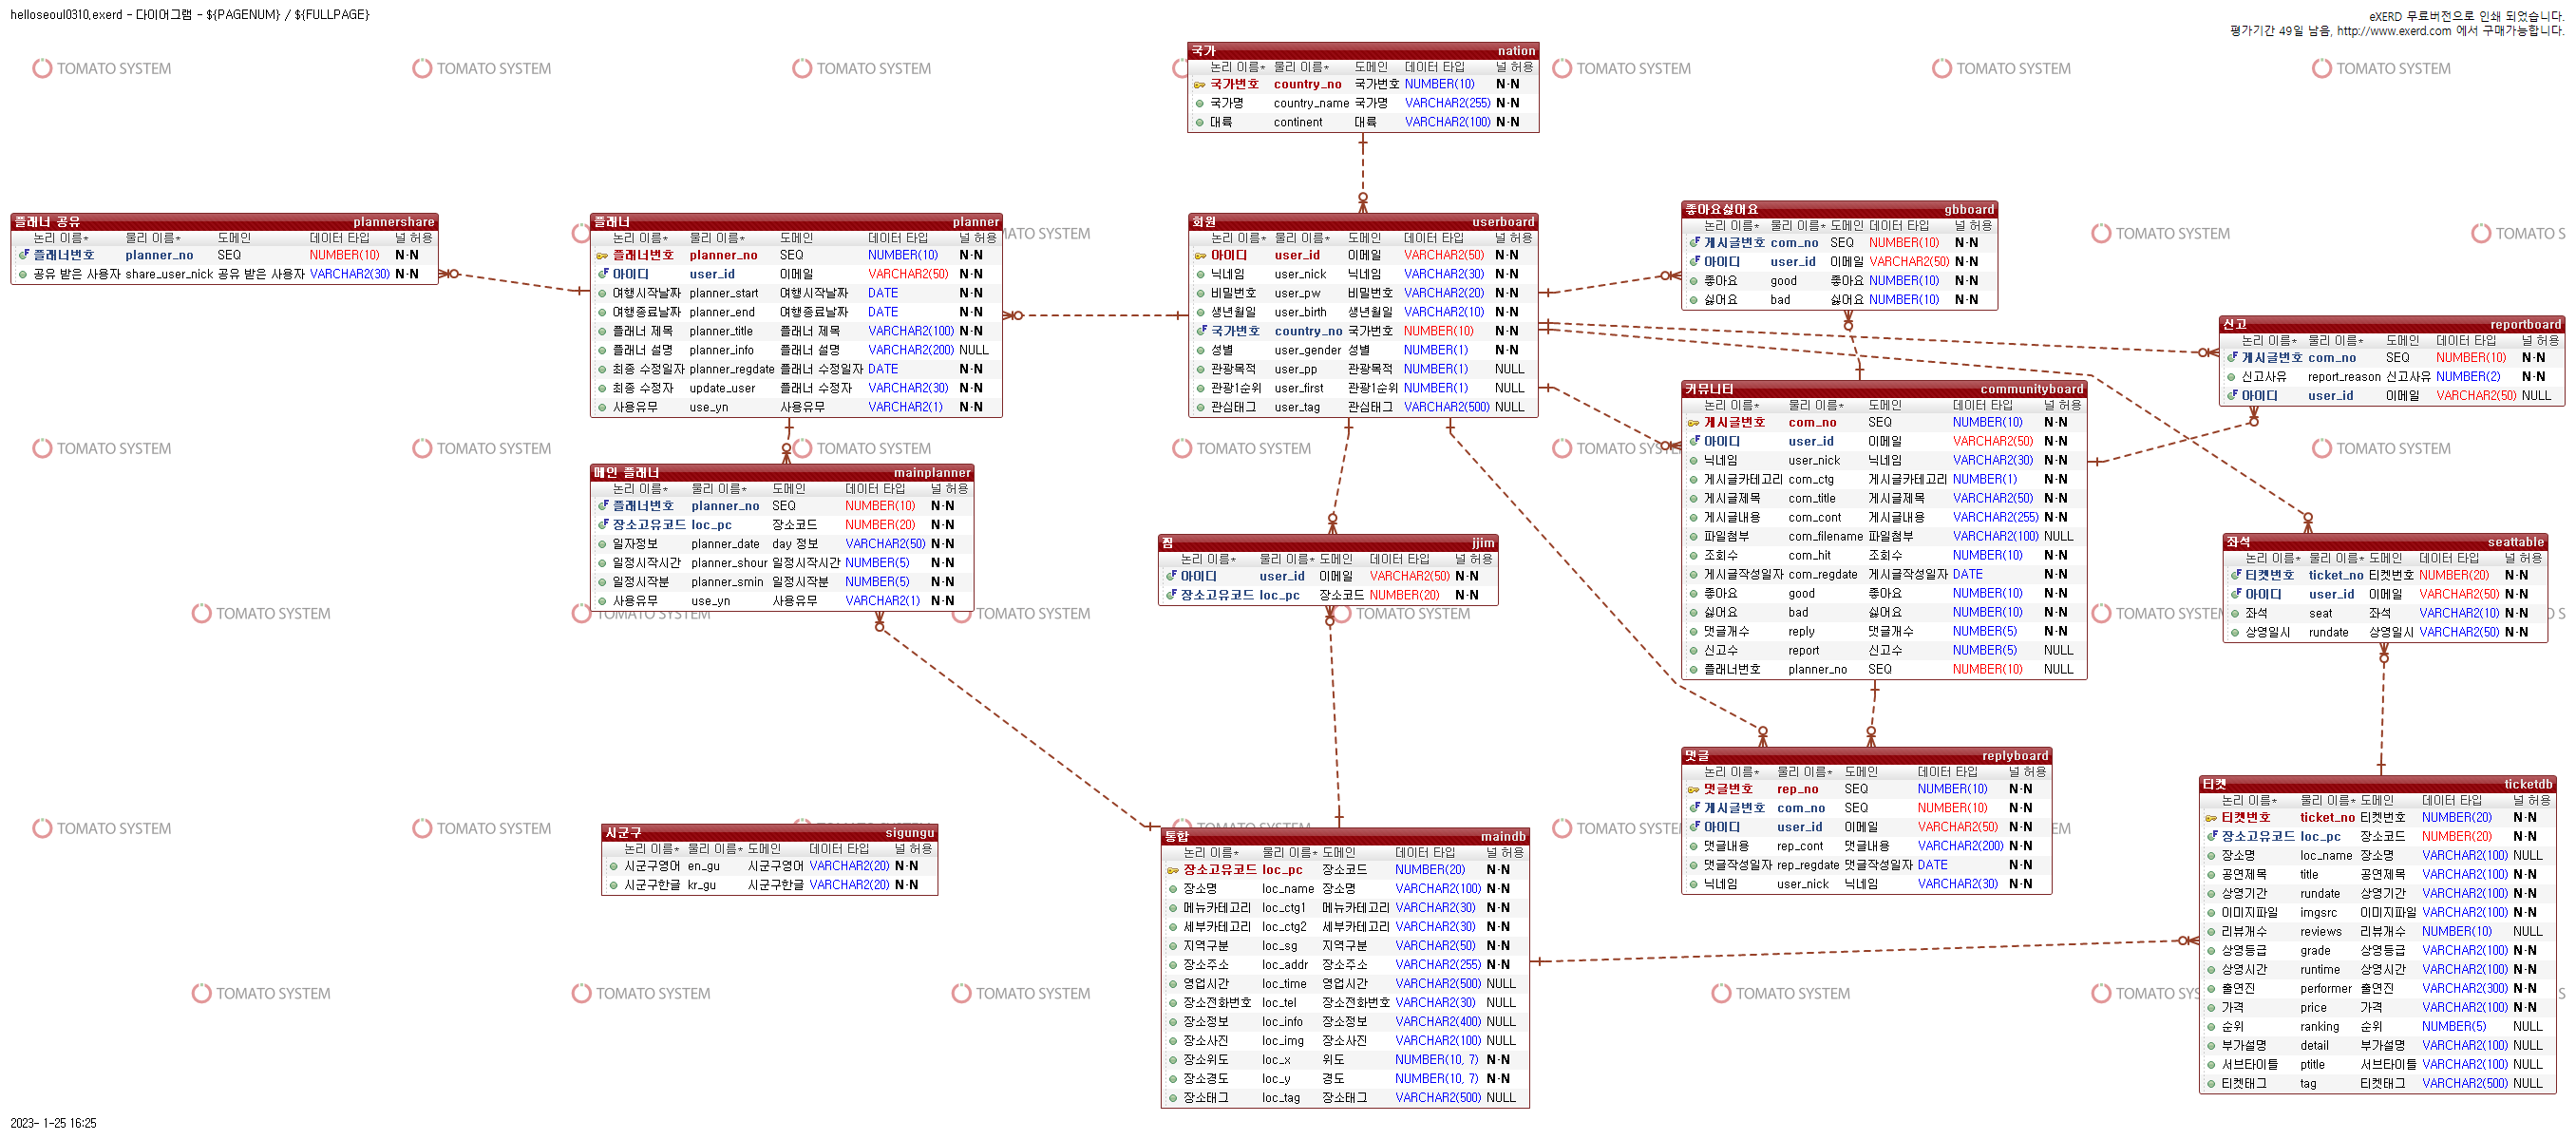 helloseoul0310.exerd - 다이어그램 - ${PAGENUM} / ${FULLPAGE}
eXERD 무료버전으로 인쇄 되었습니다.
평가기간 49일 남음, http://www.exerd.com 에서 구매가능합니다.
국가 nation
논리 이름* 물리 이름* 도메인 데이터 타입 널 허용
국가번호 country_no 국가번호 NUMBER(10) N·N
국가명 country_name 국가명 VARCHAR2(255) N·N
대륙 continent 대륙 VARCHAR2(100) N·N
플래너 공유 plannershare
논리 이름* 물리 이름* 도메인 데이터 타입 널 허용
플래너번호 planner_no SEQ NUMBER(10) N·N
공유 받은 사용자 share_user_nick 공유 받은 사용자 VARCHAR2(30) N·N
플래너 planner
논리 이름* 물리 이름* 도메인 데이터 타입 널 허용
플래너번호 planner_no SEQ NUMBER(10) N·N
아이디 user_id 이메일 VARCHAR2(50) N·N
여행시작날짜 planner_start 여행시작날짜 DATE N·N
여행종료날짜 planner_end 여행종료날짜 DATE N·N
플래너 제목 planner_title 플래너 제목 VARCHAR2(100) N·N
플래너 설명 planner_info 플래너 설명 VARCHAR2(200) NULL
최종 수정일자 planner_regdate 플래너 수정일자 DATE N·N
최종 수정자 update_user 플래너 수정자 VARCHAR2(30) N·N
사용유무 use_yn 사용유무 VARCHAR2(1) N·N
회원 userboard
논리 이름* 물리 이름* 도메인 데이터 타입 널 허용
아이디 user_id 이메일 VARCHAR2(50) N·N
닉네임 user_nick 닉네임 VARCHAR2(30) N·N
비밀번호 user_pw 비밀번호 VARCHAR2(20) N·N
생년월일 user_birth 생년월일 VARCHAR2(10) N·N
국가번호 country_no 국가번호 NUMBER(10) N·N
성별 user_gender 성별 NUMBER(1) N·N
관광목적 user_pp 관광목적 NUMBER(1) NULL
관광1순위 user_first 관광1순위 NUMBER(1) NULL
관심태그 user_tag 관심태그 VARCHAR2(500) NULL
좋아요싫어요 gbboard
논리 이름* 물리 이름* 도메인 데이터 타입 널 허용
게시글번호 com_no SEQ NUMBER(10) N·N
아이디 user_id 이메일 VARCHAR2(50) N·N
좋아요 good 좋아요 NUMBER(10) N·N
싫어요 bad 싫어요 NUMBER(10) N·N
신고 reportboard
논리 이름* 물리 이름* 도메인 데이터 타입 널 허용
게시글번호 com_no SEQ NUMBER(10) N·N
신고사유 report_reason 신고사유 NUMBER(2) N·N
아이디 user_id 이메일 VARCHAR2(50) NULL
커뮤니티 communityboard
논리 이름* 물리 이름* 도메인 데이터 타입 널 허용
게시글번호 com_no SEQ NUMBER(10) N·N
아이디 user_id 이메일 VARCHAR2(50) N·N
닉네임 user_nick 닉네임 VARCHAR2(30) N·N
게시글카테고리 com_ctg 게시글카테고리 NUMBER(1) N·N
게시글제목 com_title 게시글제목 VARCHAR2(50) N·N
게시글내용 com_cont 게시글내용 VARCHAR2(255) N·N
파일첨부 com_filename 파일첨부 VARCHAR2(100) NULL
조회수 com_hit 조회수 NUMBER(10) N·N
게시글작성일자 com_regdate 게시글작성일자 DATE N·N
좋아요 good 좋아요 NUMBER(10) N·N
싫어요 bad 싫어요 NUMBER(10) N·N
댓글개수 reply 댓글개수 NUMBER(5) N·N
신고수 report 신고수 NUMBER(5) NULL
플래너번호 planner_no SEQ NUMBER(10) NULL
메인 플래너 mainplanner
논리 이름* 물리 이름* 도메인 데이터 타입 널 허용
플래너번호 planner_no SEQ NUMBER(10) N·N
장소고유코드 loc_pc 장소코드 NUMBER(20) N·N
일자정보 planner_date day 정보 VARCHAR2(50) N·N
일정시작시간 planner_shour 일정시작시간 NUMBER(5) N·N
일정시작분 planner_smin 일정시작분 NUMBER(5) N·N
사용유무 use_yn 사용유무 VARCHAR2(1) N·N
찜 jjim
논리 이름* 물리 이름* 도메인 데이터 타입 널 허용
아이디 user_id 이메일 VARCHAR2(50) N·N
장소고유코드 loc_pc 장소코드 NUMBER(20) N·N
좌석 seattable
논리 이름* 물리 이름* 도메인 데이터 타입 널 허용
티켓번호 ticket_no 티켓번호 NUMBER(20) N·N
아이디 user_id 이메일 VARCHAR2(50) N·N
좌석 seat 좌석 VARCHAR2(10) N·N
상영일시 rundate 상영일시 VARCHAR2(50) N·N
댓글 replyboard
논리 이름* 물리 이름* 도메인 데이터 타입 널 허용
댓글번호 rep_no SEQ NUMBER(10) N·N
게시글번호 com_no SEQ NUMBER(10) N·N
아이디 user_id 이메일 VARCHAR2(50) N·N
댓글내용 rep_cont 댓글내용 VARCHAR2(200) N·N
댓글작성일자 rep_regdate 댓글작성일자 DATE N·N
닉네임 user_nick 닉네임 VARCHAR2(30) N·N
시군구 sigungu
논리 이름* 물리 이름* 도메인 데이터 타입 널 허용
시군구영어 en_gu 시군구영어 VARCHAR2(20) N·N
시군구한글 kr_gu 시군구한글 VARCHAR2(20) N·N
통합 maindb
논리 이름* 물리 이름* 도메인 데이터 타입 널 허용
장소고유코드 loc_pc 장소코드 NUMBER(20) N·N
장소명 loc_name 장소명 VARCHAR2(100) N·N
메뉴카테고리 loc_ctg1 메뉴카테고리 VARCHAR2(30) N·N
세부카테고리 loc_ctg2 세부카테고리 VARCHAR2(30) N·N
지역구분 loc_sg 지역구분 VARCHAR2(50) N·N
장소주소 loc_addr 장소주소 VARCHAR2(255) N·N
영업시간 loc_time 영업시간 VARCHAR2(500) NULL
장소전화번호 loc_tel 장소전화번호 VARCHAR2(30) NULL
장소정보 loc_info 장소정보 VARCHAR2(400) NULL
장소사진 loc_img 장소사진 VARCHAR2(100) NULL
장소위도 loc_x 위도 NUMBER(10, 7) N·N
장소경도 loc_y 경도 NUMBER(10, 7) N·N
장소태그 loc_tag 장소태그 VARCHAR2(500) NULL
티켓 ticketdb
논리 이름* 물리 이름* 도메인 데이터 타입 널 허용
티켓번호 ticket_no 티켓번호 NUMBER(20) N·N
장소고유코드 loc_pc 장소코드 NUMBER(20) N·N
장소명 loc_name 장소명 VARCHAR2(100) NULL
공연제목 title 공연제목 VARCHAR2(100) N·N
상영기간 rundate 상영기간 VARCHAR2(100) N·N
이미지파일 imgsrc 이미지파일 VARCHAR2(100) N·N
리뷰개수 reviews 리뷰개수 NUMBER(10) NULL
상영등급 grade 상영등급 VARCHAR2(100) N·N
상영시간 runtime 상영시간 VARCHAR2(100) N·N
출연진 performer 출연진 VARCHAR2(300) N·N
가격 price 가격 VARCHAR2(100) N·N
순위 ranking 순위 NUMBER(5) NULL
부가설명 detail 부가설명 VARCHAR2(100) NULL
서브타이틀 ptitle 서브타이틀 VARCHAR2(100) NULL
티켓태그 tag 티켓태그 VARCHAR2(500) NULL
2023- 1-25 16:25